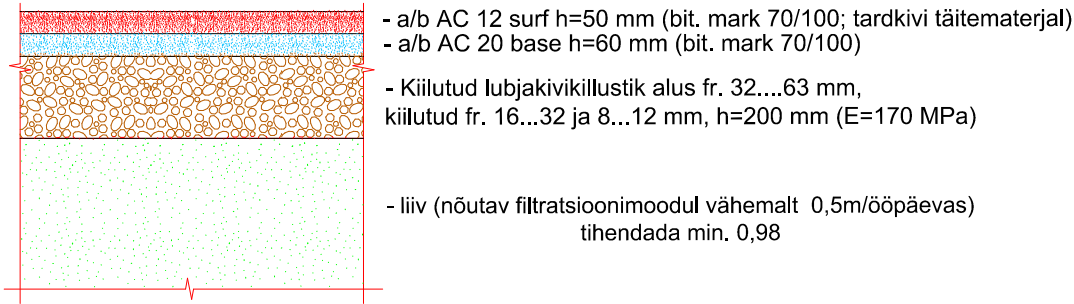 - a/b AC 12 surf h=50 mm (bit. mark 70/100; tardkivi täitematerjal)
- a/b AC 20 base h=60 mm (bit. mark 70/100)
- Kiilutud lubjakivikillustik alus fr. 32....63 mm,
kiilutud fr. 16...32 ja 8...12 mm, h=200 mm (E=170 MPa)
- liiv (nõutav filtratsioonimoodul vähemalt 0,5m/ööpäevas)
tihendada min. 0,98